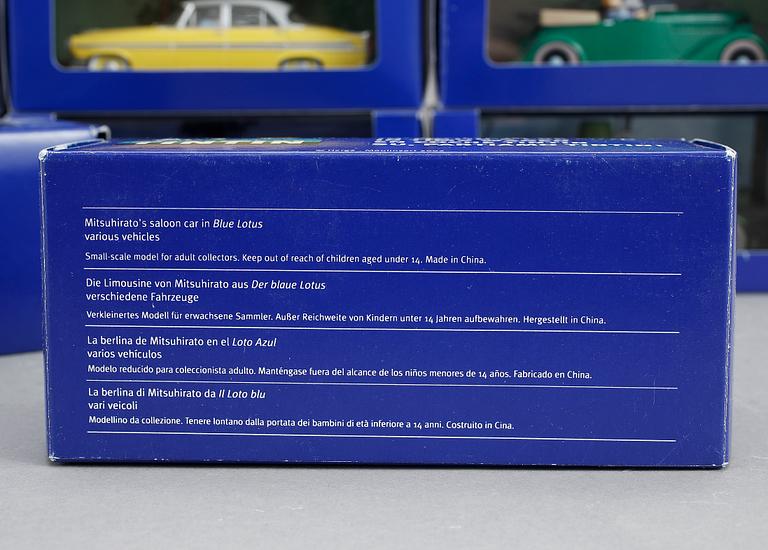 TINTIN
Mitsuhirato's saloon car in Blue Lotus
various vehicles
Small-scale model for adult collectors. Keep out of reach of children aged under 14. Made in China.
Die Limousine von Mitsuhirato aus Der blaue Lotus
verschiedene Fahrzeuge
Verkleinertes Modell für erwachsene Sammler. Außer Reichweite von Kindern unter 14 Jahren aufbewahren. Hergestellt in China.
La berlina de Mitsuhirato en el Loto Azul
varios vehículos
Modelo reducido para coleccionista adulto. Manténgase fuera del alcance de los niños menores de 14 años. Fabricado en China.
La berlina di Mitsuhirato da Il Loto blu
vari veicoli
Modellino da collezione. Tenere lontano dalla portata dei bambini di età inferiore a 14 anni. Costruito in Cina.